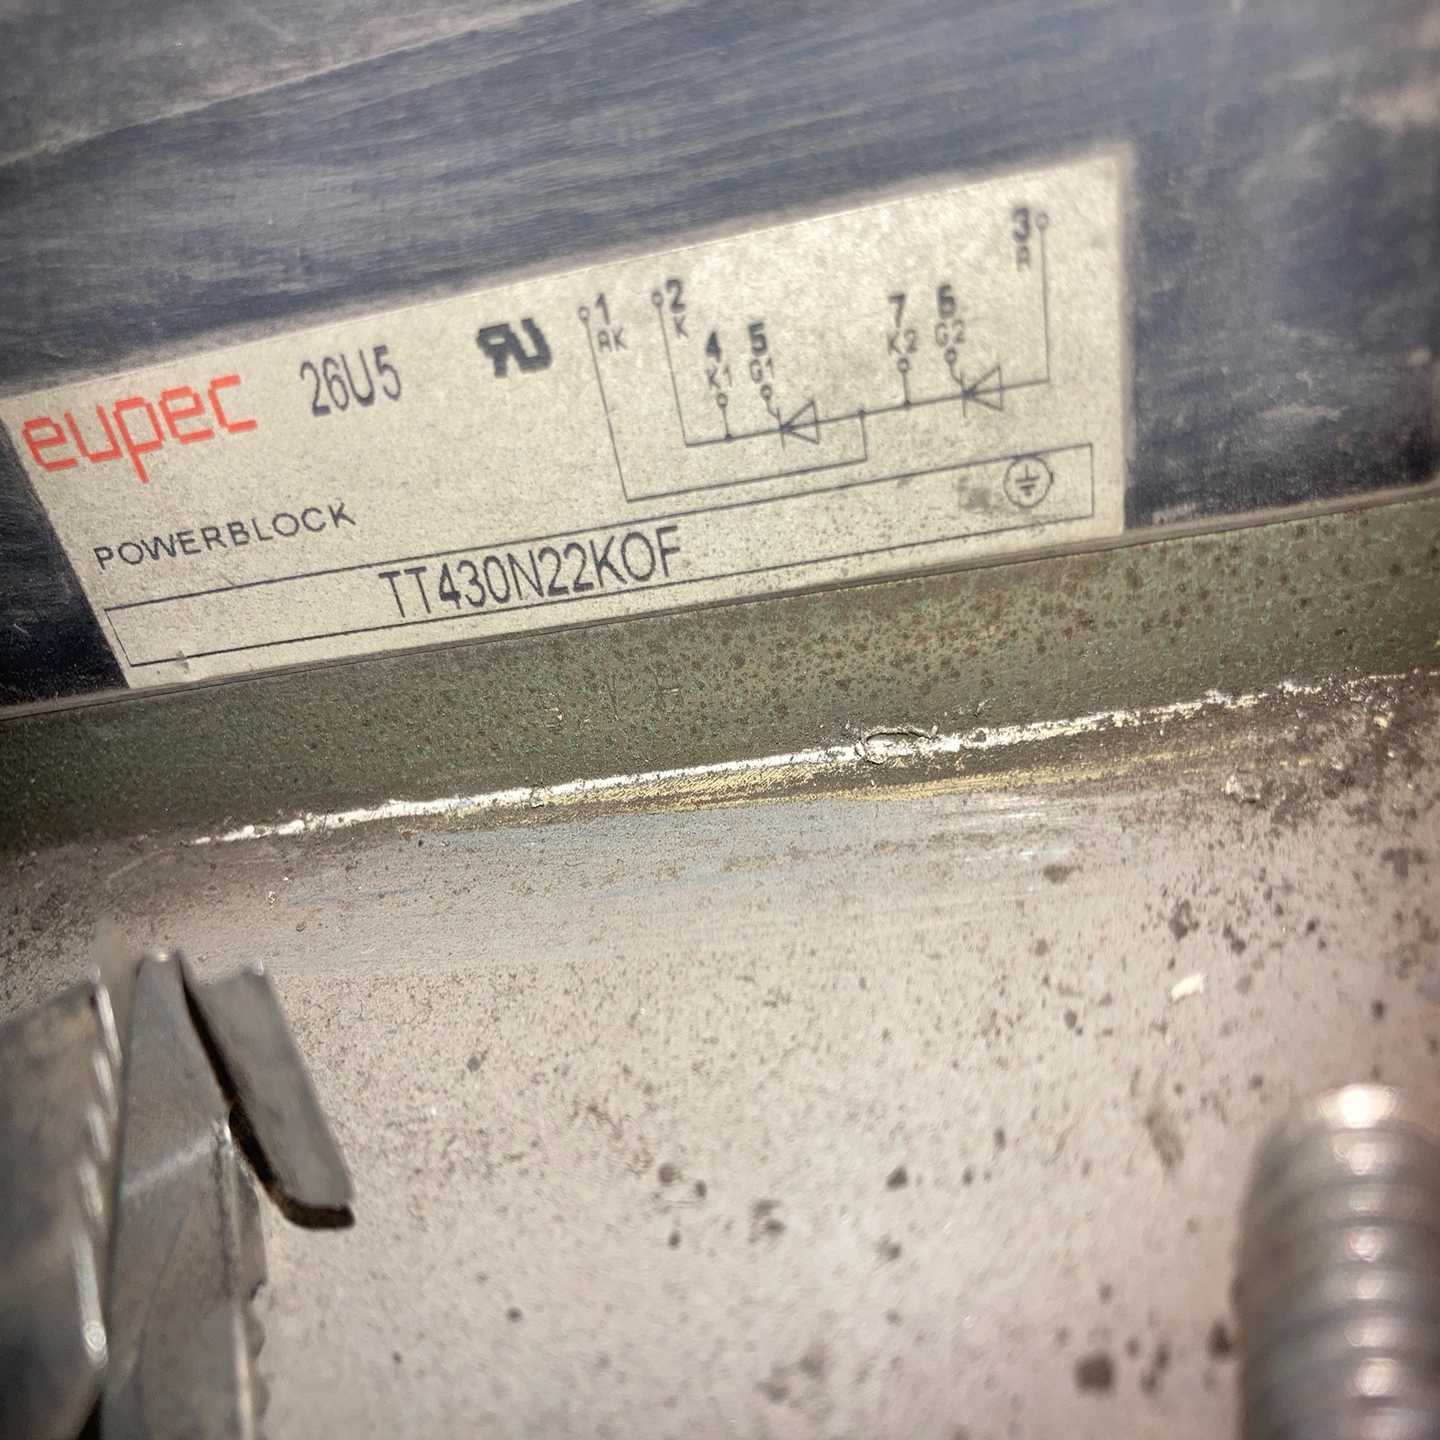 eupec 26U5
1
AK
2
K
4
K1
5
G1
7
K2
6
G2
3
A
POWERBLOCK
TT430N22KOF